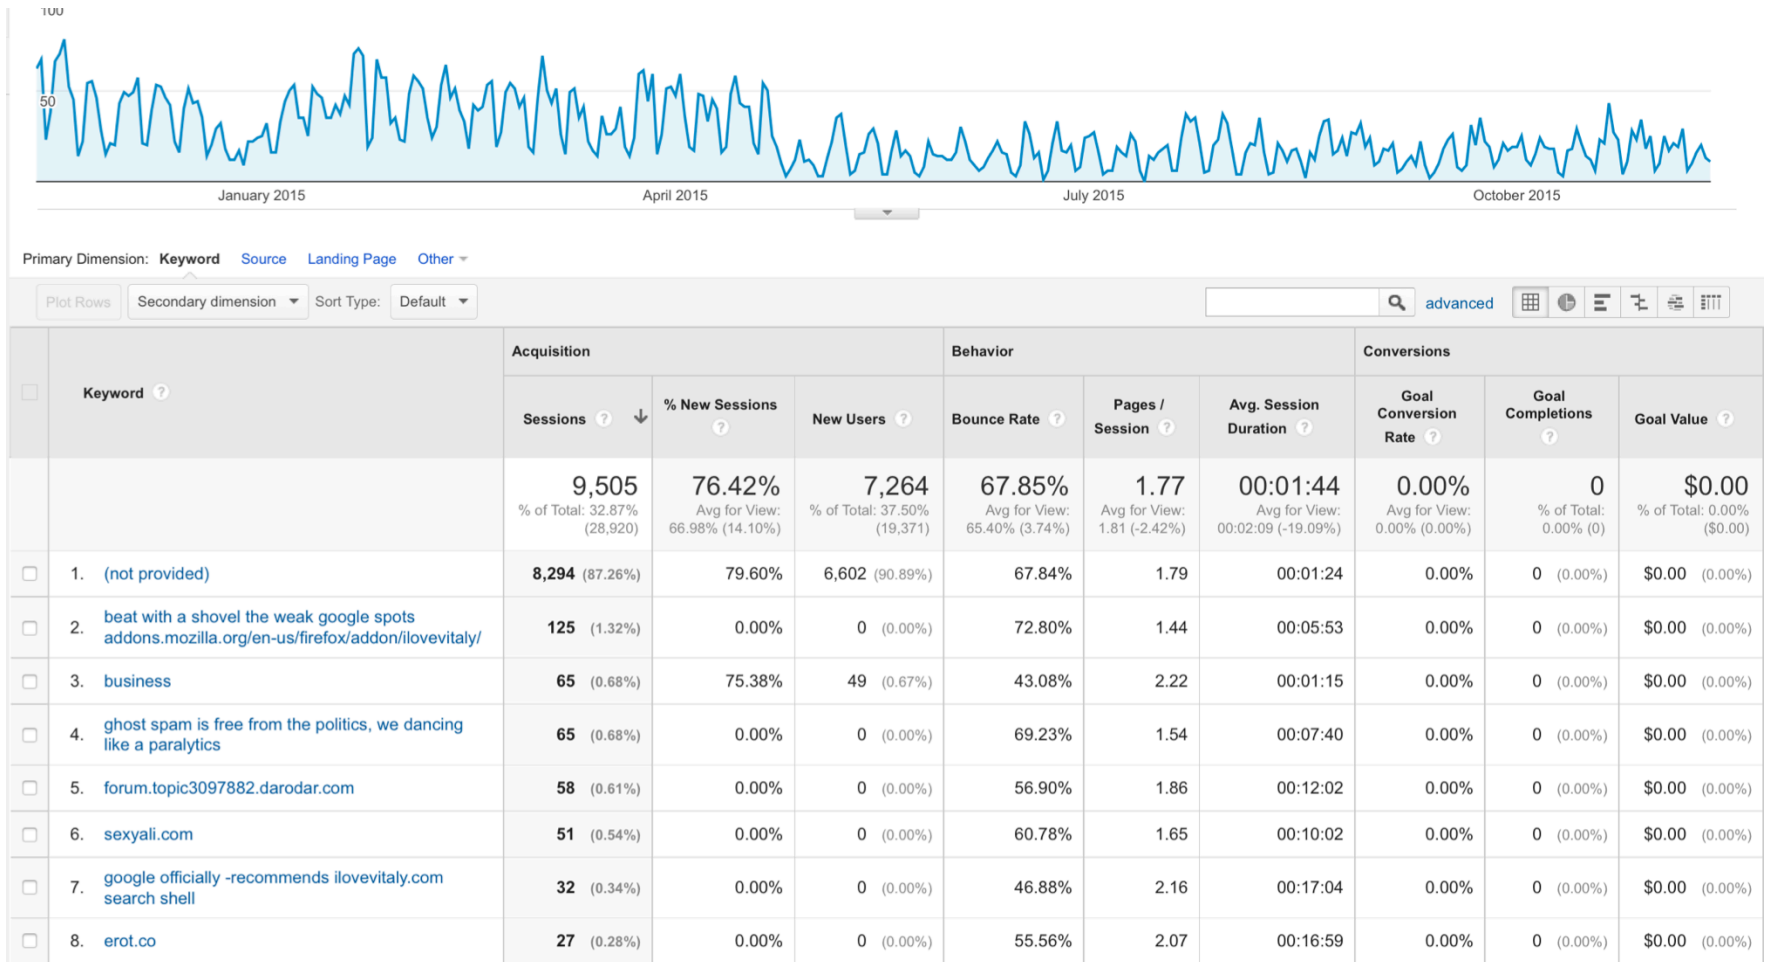 100
50
January 2015 April 2015 July 2015 October 2015
Primary Dimension: Keyword Source Landing Page Other
Plot Rows Secondary dimension Sort Type: Default advanced
Acquisition Behavior Conversions
Keyword ?
Sessions ? % New Sessions ? New Users ? Bounce Rate ? Pages / Session ? Avg. Session Duration ? Goal Conversion Rate ? Goal Completions ? Goal Value ?
9,505 76.42% 7,264 67.85% 1.77 00:01:44 0.00% 0 $0.00
% of Total: 32.87% Avg for View: % of Total: 37.50% Avg for View: Avg for View: Avg for View: Avg for View: % of Total: % of Total: 0.00%
(28,920) 66.98% (14.10%) (19,371) 65.40% (3.74%) 1.81 (-2.42%) 00:02:09 (-19.09%) 0.00% (0.00%) 0.00% (0) ($0.00)
1. (not provided) 8,294 (87.26%) 79.60% 6,602 (90.89%) 67.84% 1.79 00:01:24 0.00% 0 (0.00%) $0.00 (0.00%)
2. beat with a shovel the weak google spots
addons.mozilla.org/en-us/firefox/addon/ilovevitaly/ 125 (1.32%) 0.00% 0 (0.00%) 72.80% 1.44 00:05:53 0.00% 0 (0.00%) $0.00 (0.00%)
3. business 65 (0.68%) 75.38% 49 (0.67%) 43.08% 2.22 00:01:15 0.00% 0 (0.00%) $0.00 (0.00%)
4. ghost spam is free from the politics, we dancing
like a paralytics 65 (0.68%) 0.00% 0 (0.00%) 69.23% 1.54 00:07:40 0.00% 0 (0.00%) $0.00 (0.00%)
5. forum.topic3097882.darodar.com 58 (0.61%) 0.00% 0 (0.00%) 56.90% 1.86 00:12:02 0.00% 0 (0.00%) $0.00 (0.00%)
6. sexyali.com 51 (0.54%) 0.00% 0 (0.00%) 60.78% 1.65 00:10:02 0.00% 0 (0.00%) $0.00 (0.00%)
7. google officially -recommends ilovevitaly.com
search shell 32 (0.34%) 0.00% 0 (0.00%) 46.88% 2.16 00:17:04 0.00% 0 (0.00%) $0.00 (0.00%)
8. erot.co 27 (0.28%) 0.00% 0 (0.00%) 55.56% 2.07 00:16:59 0.00% 0 (0.00%) $0.00 (0.00%)